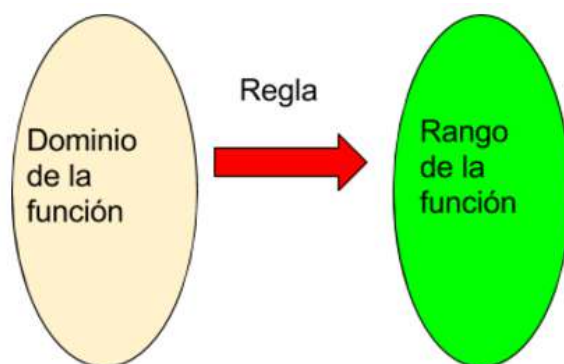 Regla
Dominio
de la
función
Rango
de la
función